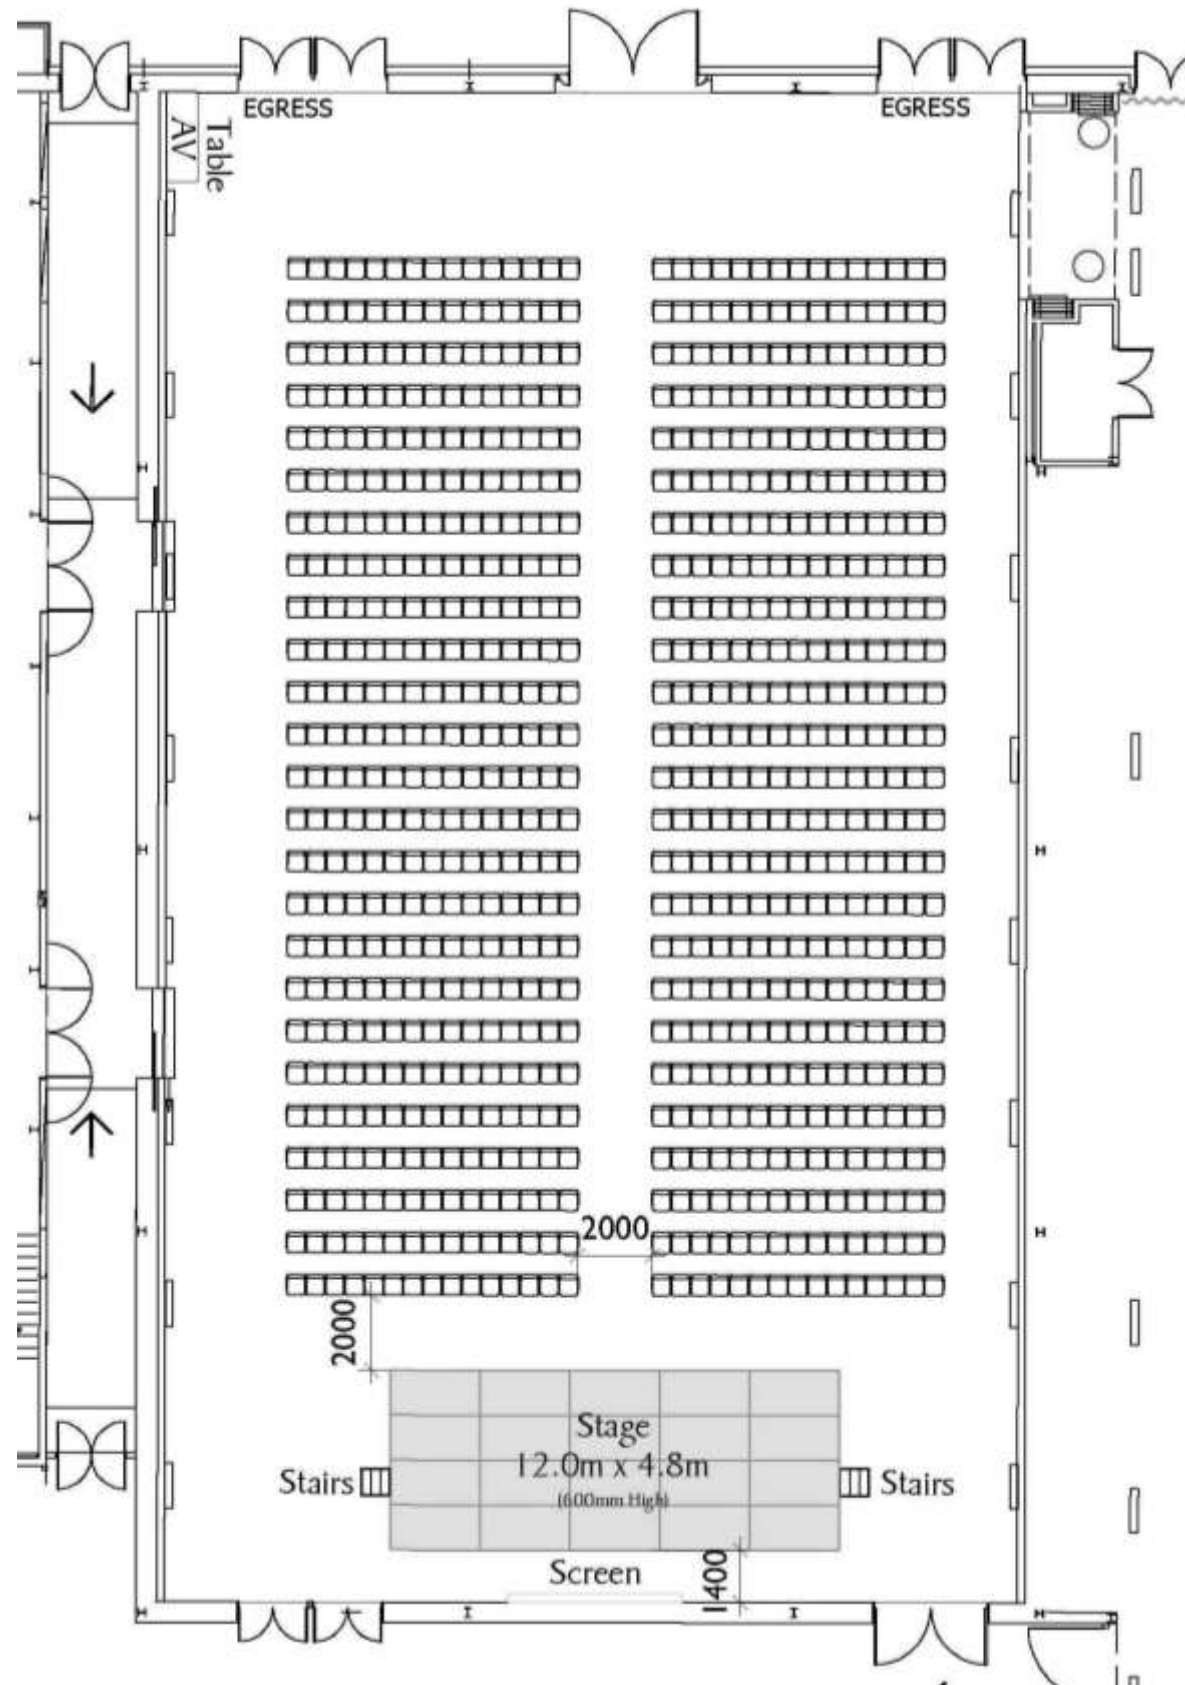 EGRESS
EGRESS
Table
AV
2000
2000
Stage
12.0m x 4.8m
(600mm High)
Stairs
Stairs
Screen
1400